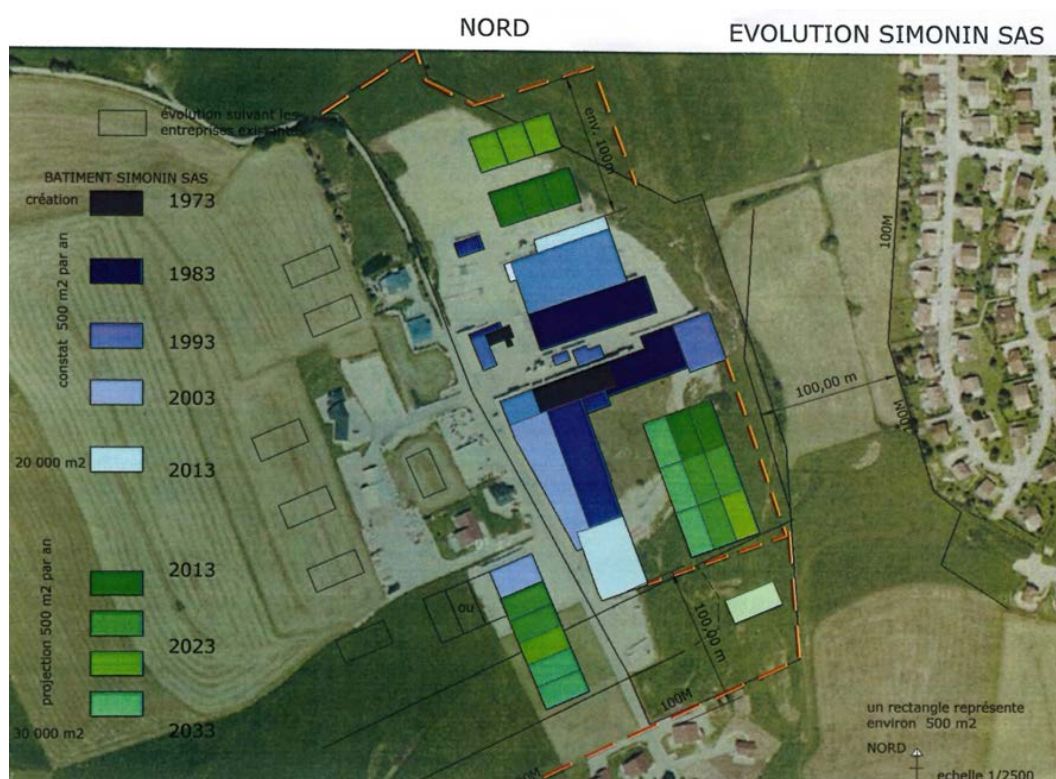 NORD
EVOLUTION SIMONIN SAS
évolution suivant les
entreprises existante
BATIMENT SIMONIN SAS
création
1973
1983
1993
2003
2013
constat 500 m2 par an
20 000 m2
2013
2023
2033
projection 500 m2 par an
30 000 m2
env. 100m
100M
100,00 m
100M
ou
100,00 m
100M
un rectangle représente
environ 500 m2
NORD
echelle 1/2500